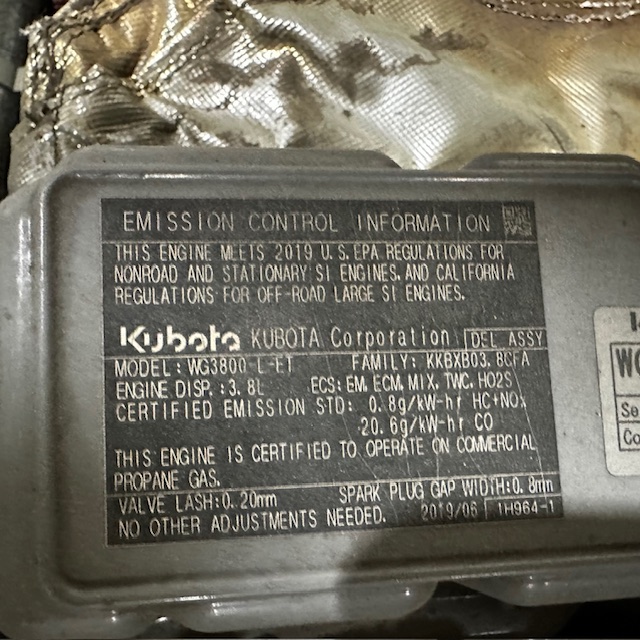 EMISSION CONTROL INFORMATION
THIS ENGINE MEETS 2019 U.S. EPA REGULATIONS FOR
NONROAD AND STATIONARY SI ENGINES. AND CALIFORNIA
REGULATIONS FOR OFF-ROAD LARGE SI ENGINES.
Kubota KUBOTA Corporation DEL ASSY
MODEL: WG3800-L-ET FAMILY: KKBXB03.8CFA
ENGINE DISP.:3.8L ECS: EM, ECM, MIX, TWC, HO2S
CERTIFIED EMISSION STD: 0.8g/kW-hr HC+NOx
20.6g/kW-hr CO
THIS ENGINE IS CERTIFIED TO OPERATE ON COMMERCIAL
PROPANE GAS.
VALVE LASH:0.20mm SPARK PLUG GAP WIDTH:0.8mm
NO OTHER ADJUSTMENTS NEEDED. 2019/06 1H964-1
Se
Co